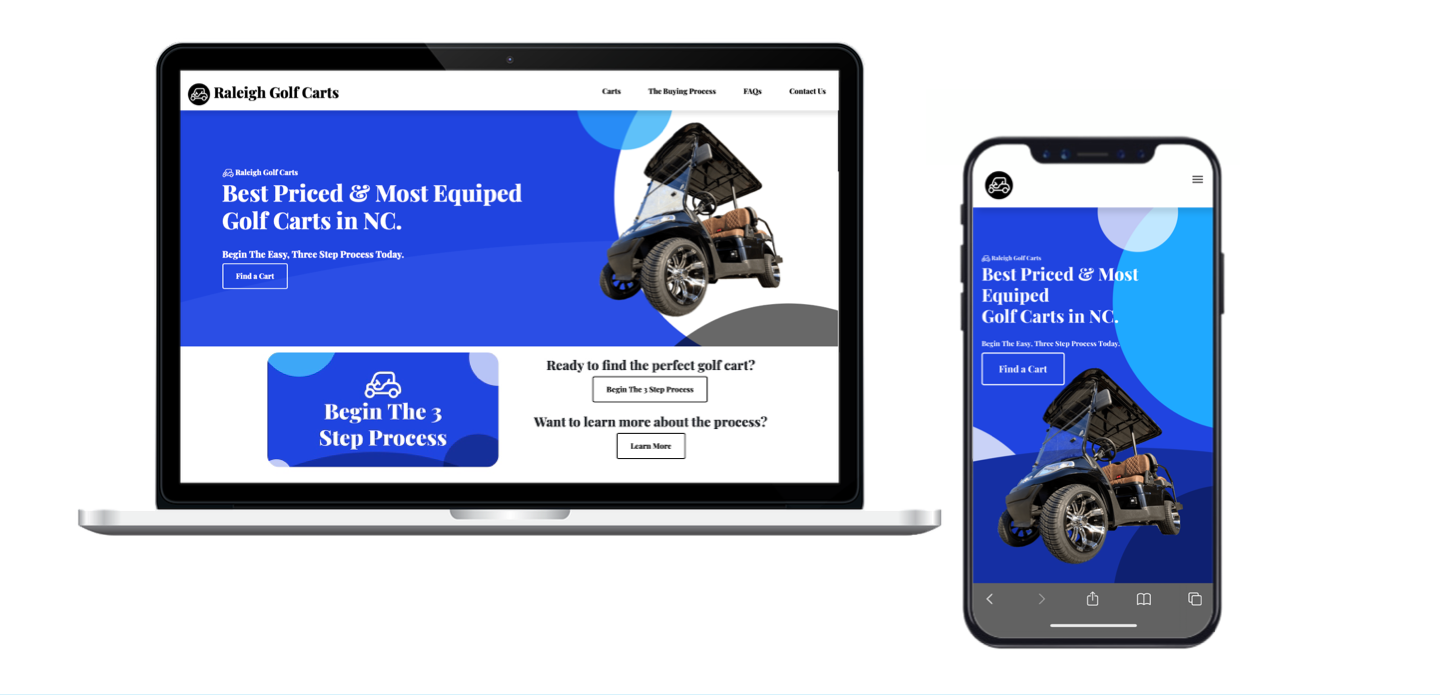 Raleigh Golf Carts
Carts The Buying Process FAQs Contact Us
Raleigh Golf Carts
Best Priced & Most Equiped
Golf Carts in NC.
Begin The Easy, Three Step Process Today.
Find a Cart
Begin The 3
Step Process
Ready to find the perfect golf cart?
Begin The 3 Step Process
Want to learn more about the process?
Learn More
Raleigh Golf Carts
Best Priced & Most
Equiped
Golf Carts in NC.
Begin The Easy, Three Step Process Today.
Find a Cart